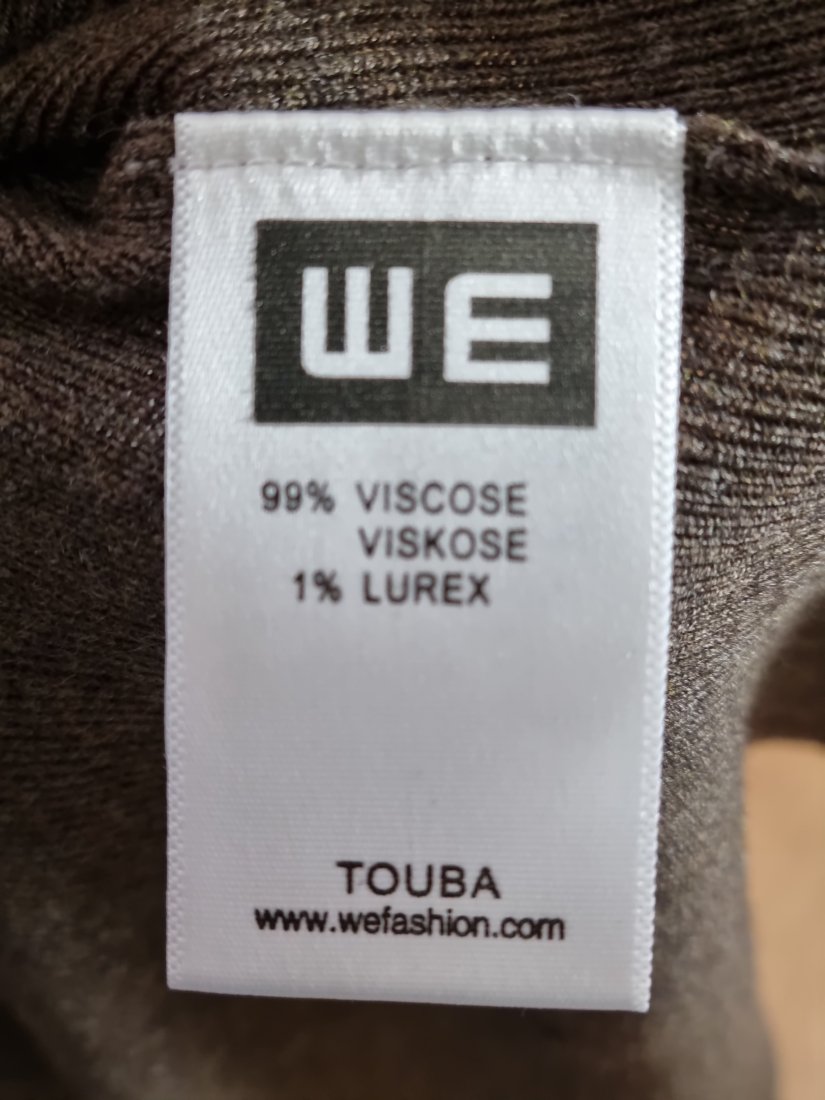 WE
99% VISCOSE
VISKOSE
1% LUREX
TOUBA
www.wefashion.com